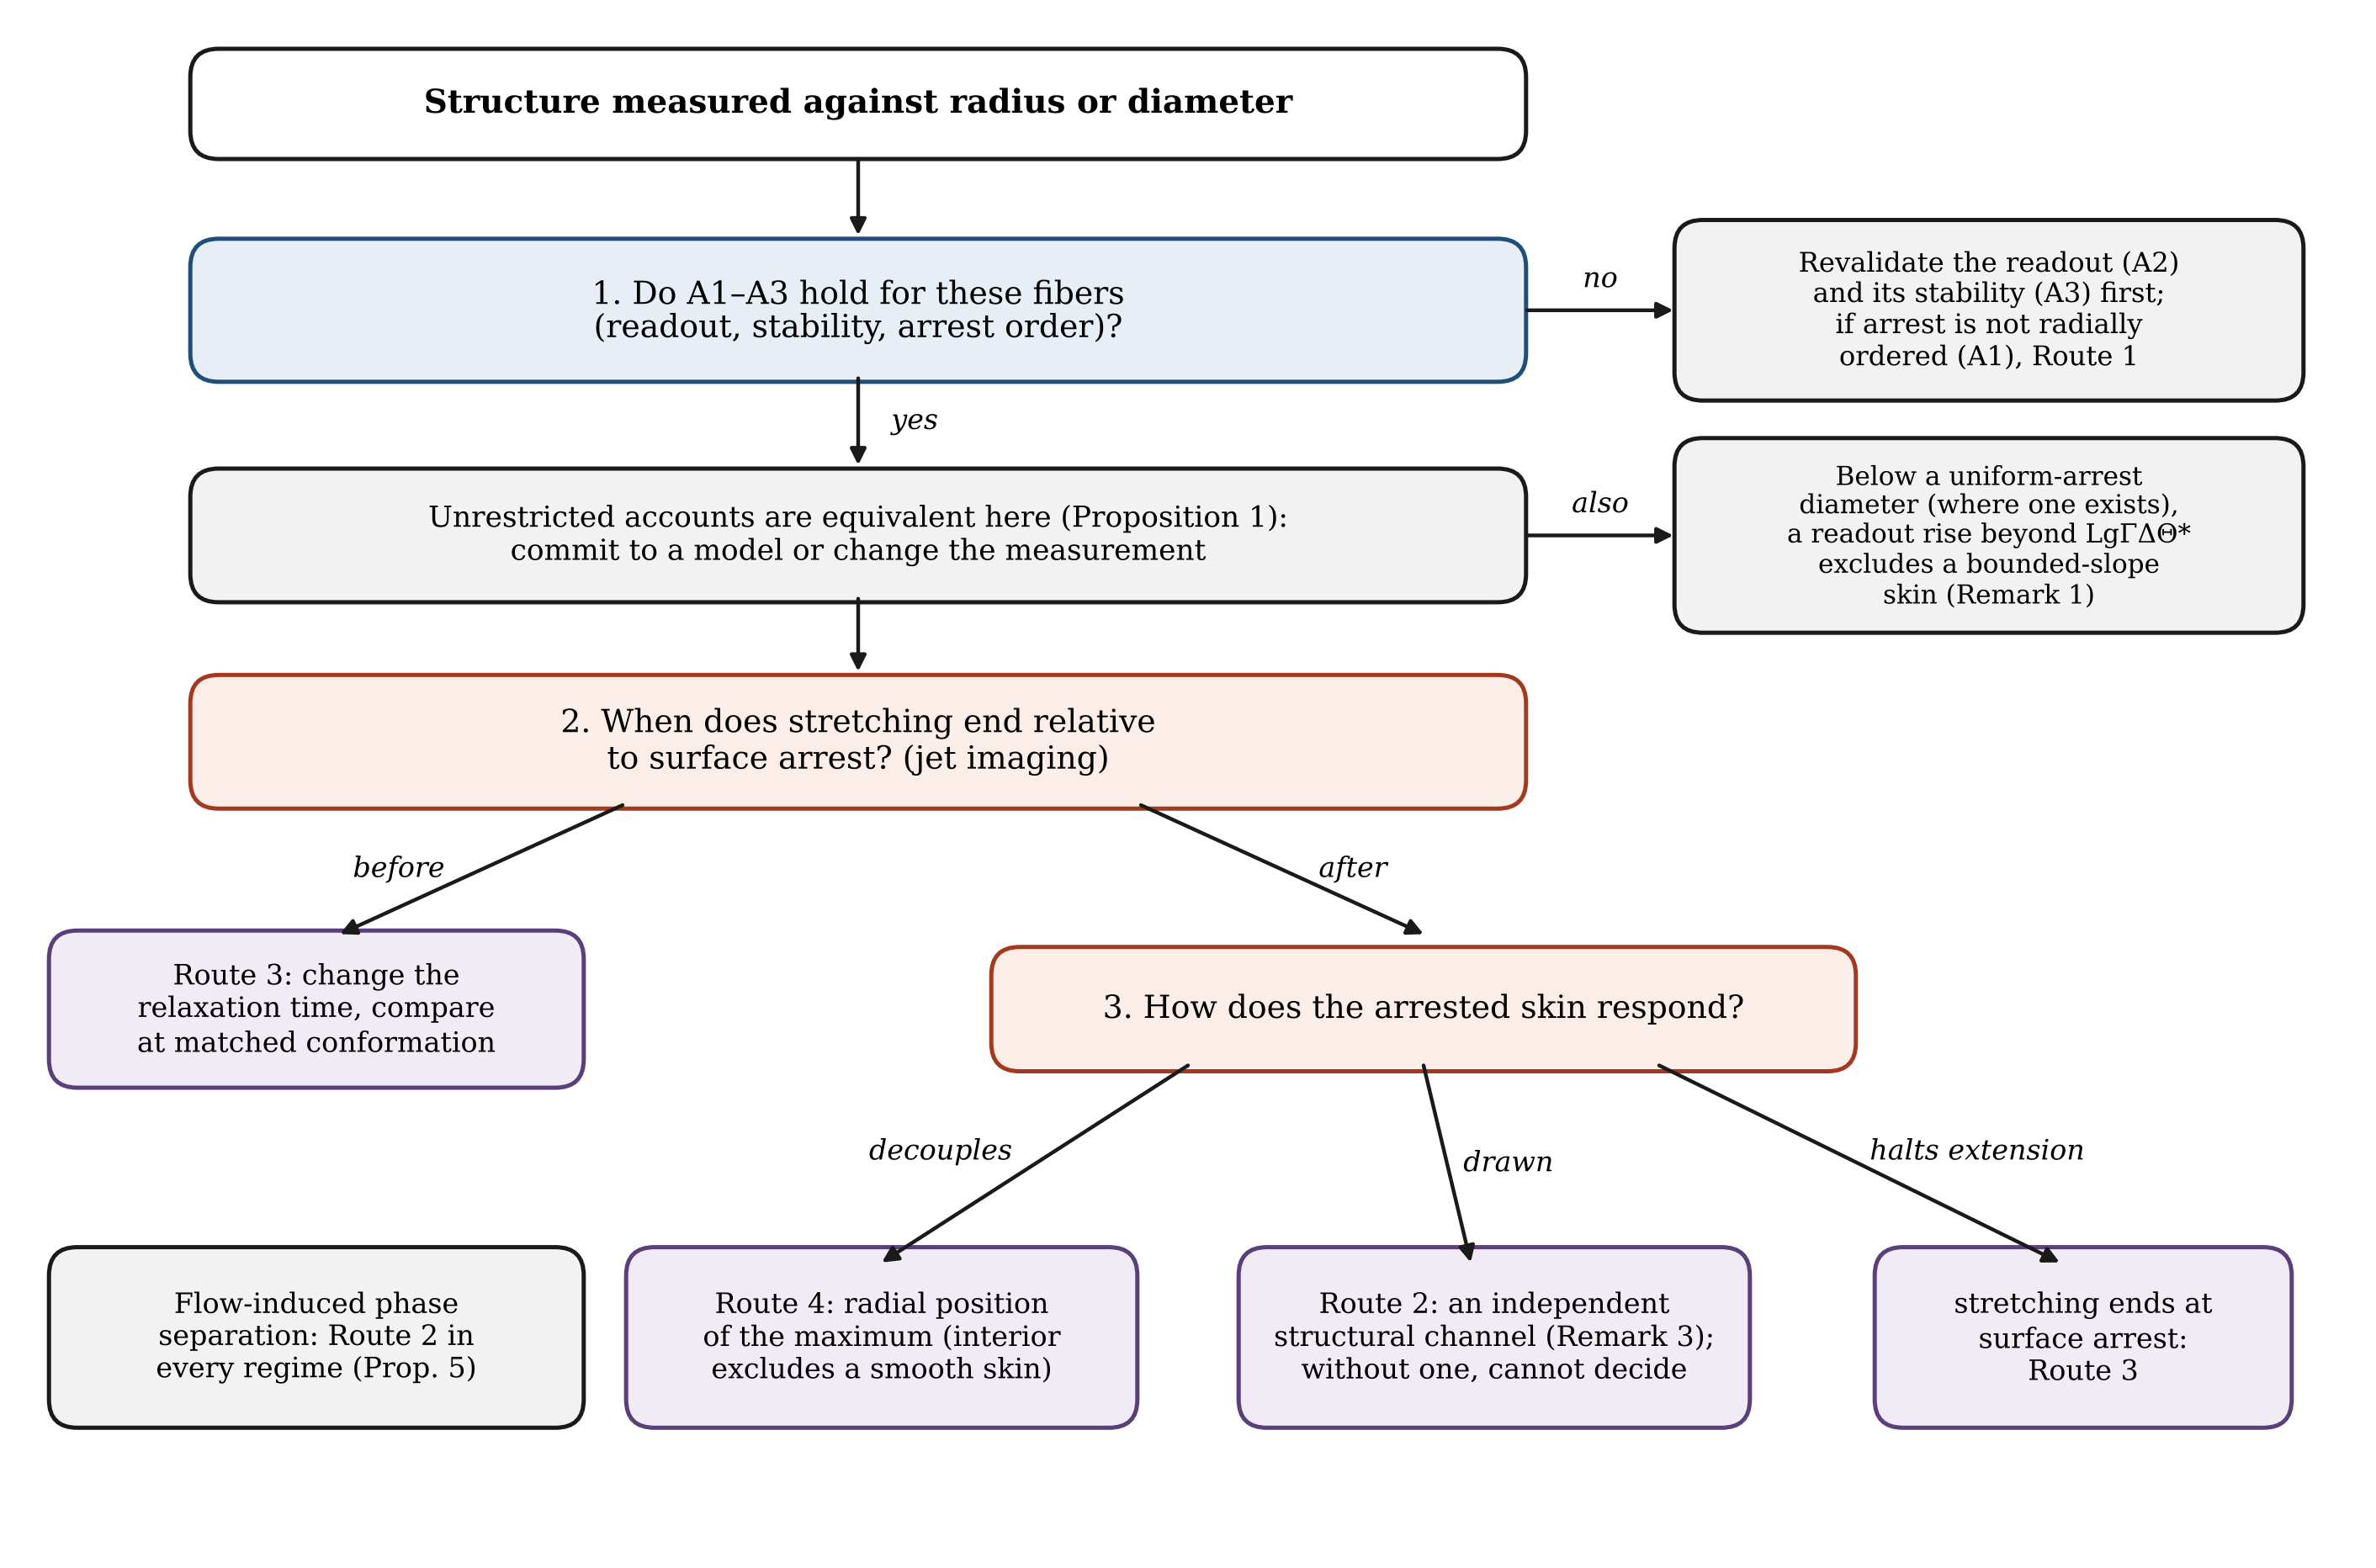 Structure measured against radius or diameter
1. Do A1–A3 hold for these fibers
(readout, stability, arrest order)?
no
Revalidate the readout (A2)
and its stability (A3) first;
if arrest is not radially
ordered (A1), Route 1
yes
Unrestricted accounts are equivalent here (Proposition 1):
commit to a model or change the measurement
also
Below a uniform-arrest
diameter (where one exists),
a readout rise beyond LgΓΔΘ*
excludes a bounded-slope
skin (Remark 1)
2. When does stretching end relative
to surface arrest? (jet imaging)
before
after
Route 3: change the
relaxation time, compare
at matched conformation
3. How does the arrested skin respond?
decouples
drawn
halts extension
Flow-induced phase
separation: Route 2 in
every regime (Prop. 5)
Route 4: radial position
of the maximum (interior
excludes a smooth skin)
Route 2: an independent
structural channel (Remark 3);
without one, cannot decide
stretching ends at
surface arrest:
Route 3